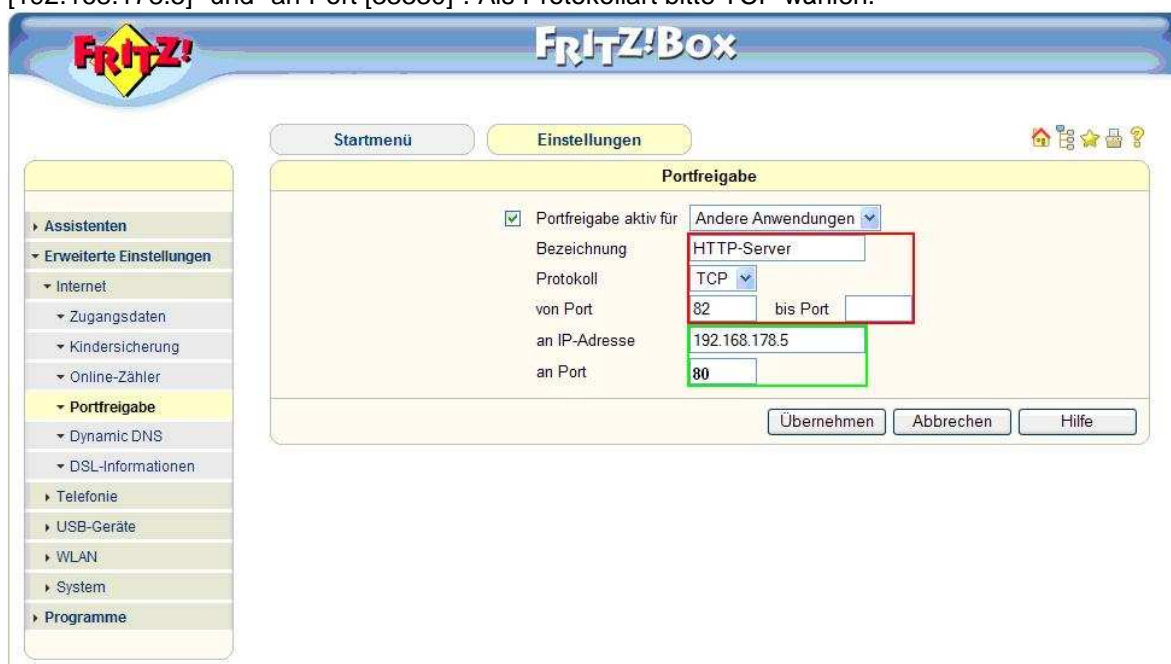 FRITZ!
FRITZ!Box
Startmenü
Einstellungen
Portfreigabe
Portfreigabe aktiv für Andere Anwendungen
Bezeichnung HTTP-Server
Protokoll TCP
von Port 82 bis Port
an IP-Adresse 192.168.178.5
an Port 80
Übernehmen Abbrechen Hilfe
Assistenten
Erweiterte Einstellungen
Internet
Zugangsdaten
Kindersicherung
Online-Zähler
Portfreigabe
Dynamic DNS
DSL-Informationen
Telefonie
USB-Geräte
WLAN
System
Programme